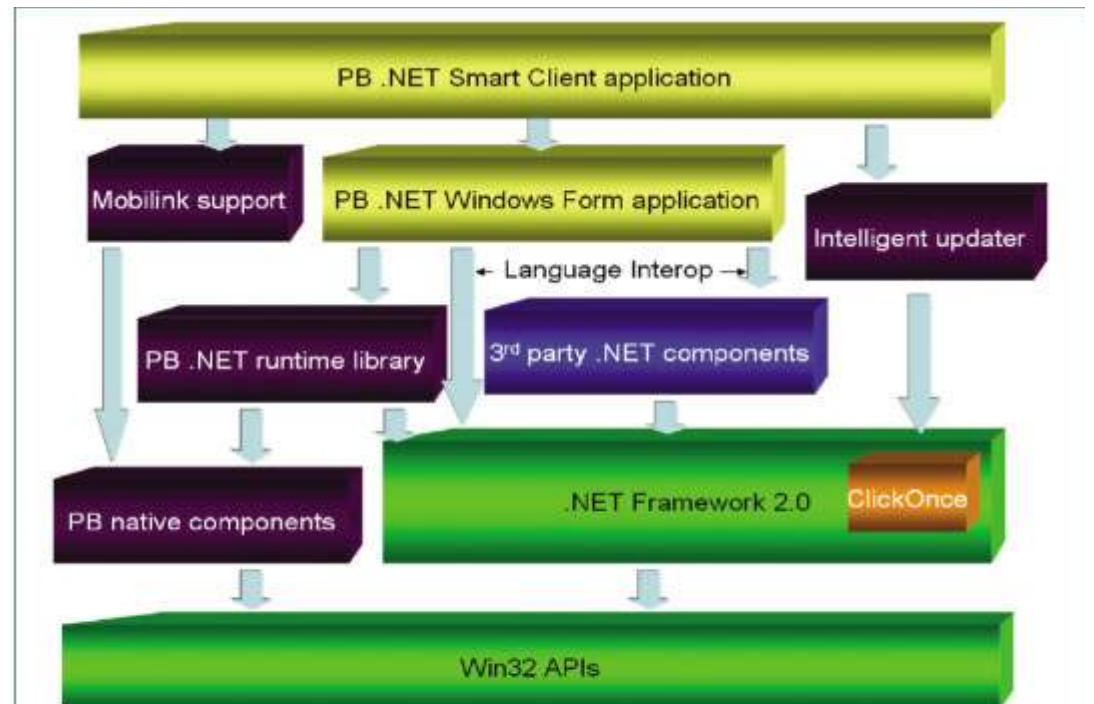 PB .NET Smart Client application
Mobilink support
PB .NET Windows Form application
Intelligent updater
← Language Interop →
PB .NET runtime library
3rd party .NET components
PB native components
.NET Framework 2.0
ClickOnce
Win32 APIs